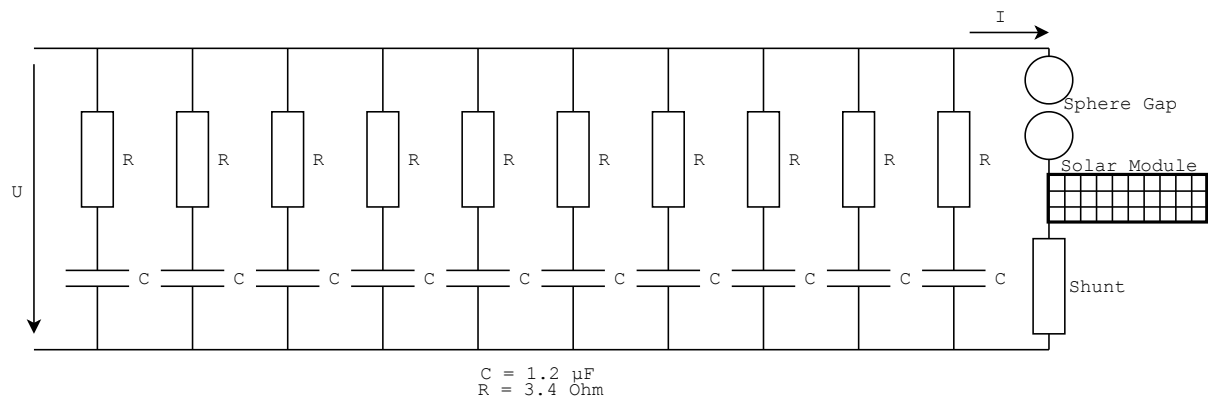 I
Sphere Gap
R R R R R R R R R R
Solar Module
U
C C C C C C C C C C
Shunt
C = 1.2 µF
R = 3.4 Ohm